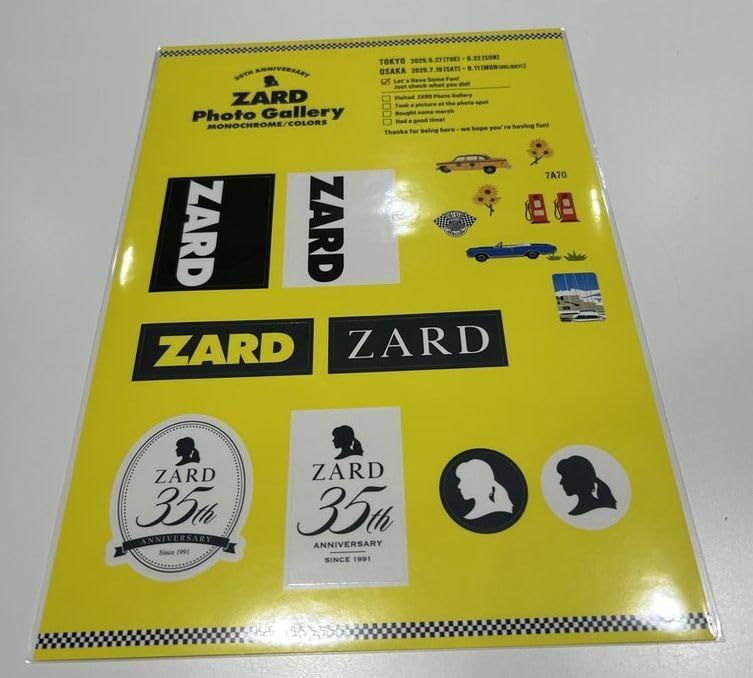 35TH ANNIVERSARY
ZARD
Photo Gallery
MONOCHROME/COLORS
TOKYO 2025.5.27[TUE] - 6.22[SUN]
OSAKA 2025.7.19[SAT] - 8.11[MON
Let's Have Some Fun!
Just check what you did!
Visited ZARD Photo Gallery
Took a picture at the photo spot
Bought some merch
Had a good time!
Thanks for being here - we hope you're having fun!
7A70
ZARD
ZARD
ZARD
ZARD
ZARD
35th
ANNIVERSARY
Since 1991
ZARD
35th
ANNIVERSARY
SINCE 1991